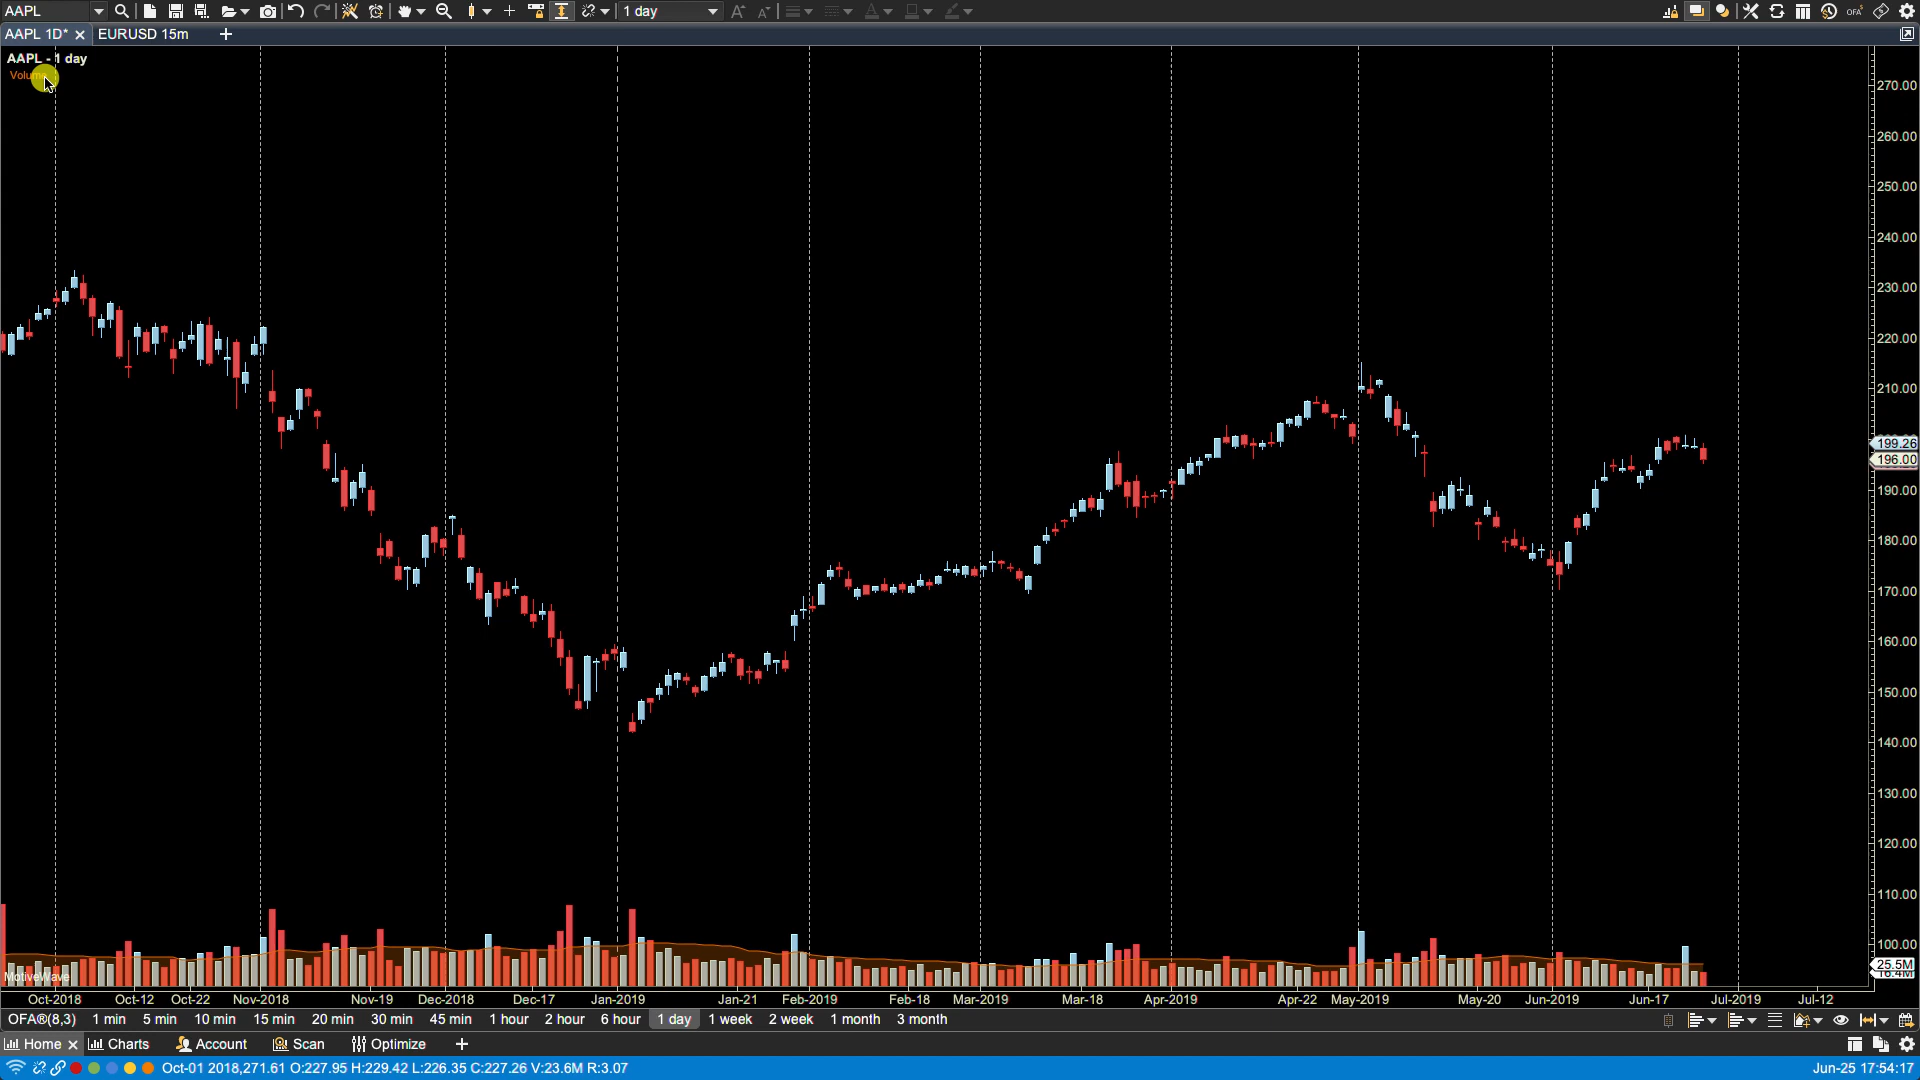 AAPL 1 day
OFA
AAPL 1D* EURUSD 15m
AAPL - 1 day
Volume
270.00
260.00
250.00
240.00
230.00
220.00
210.00
199.26
196.00
190.00
180.00
170.00
160.00
150.00
140.00
130.00
120.00
110.00
100.00
25.5M
16.4M
MotiveWave
Oct-2018 Oct-12 Oct-22 Nov-2018 Nov-19 Dec-2018 Dec-17 Jan-2019 Jan-21 Feb-2019 Feb-18 Mar-2019 Mar-18 Apr-2019 Apr-22 May-2019 May-20 Jun-2019 Jun-17 Jul-2019 Jul-12
OFA®(8,3) 1 min 5 min 10 min 15 min 20 min 30 min 45 min 1 hour 2 hour 6 hour 1 day 1 week 2 week 1 month 3 month
Home Charts Account Scan Optimize
Oct-01 2018,271.61 O:227.95 H:229.42 L:226.35 C:227.26 V:23.6M R:3.07 Jun-25 17:54:17